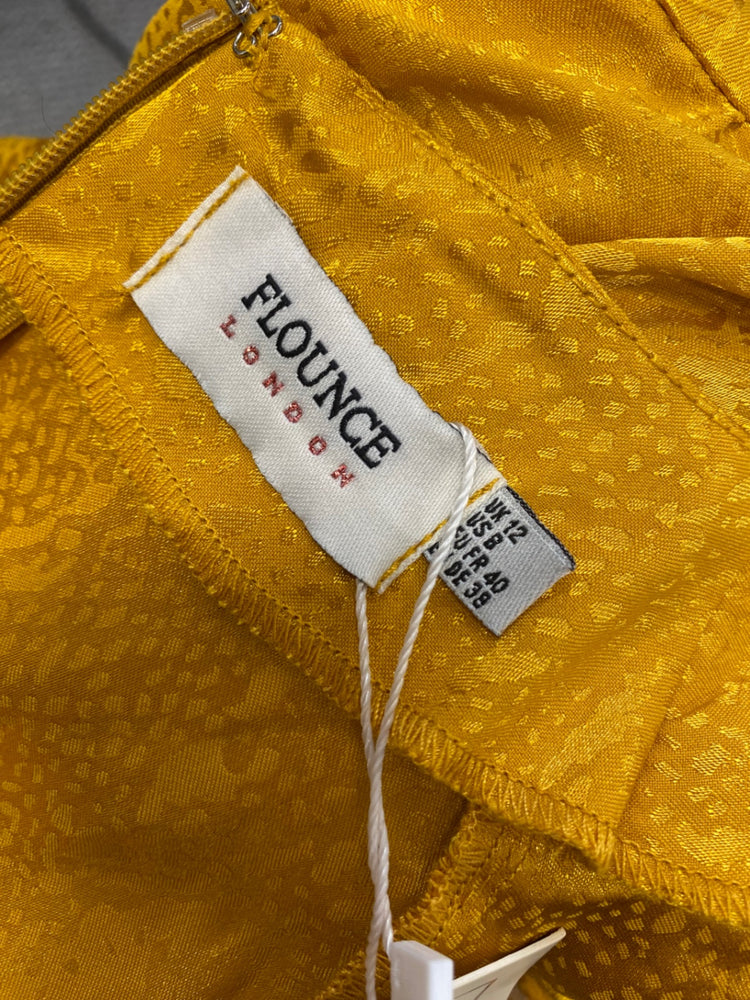 FLOUNCE
LONDON
UK 12
US 8
EU FR 40
DE 38